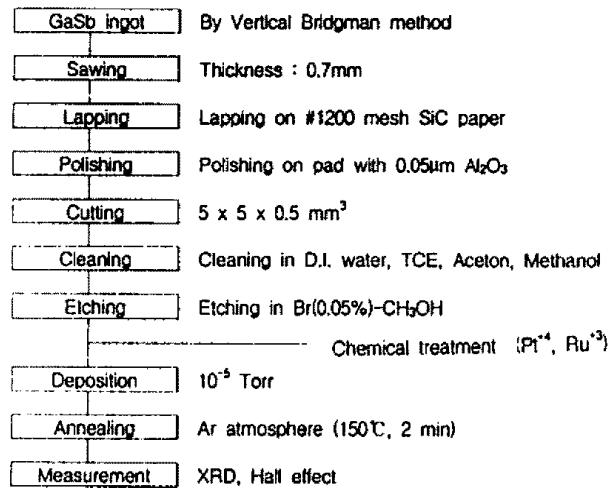 GaSb ingot By Vertical Bridgman method
Sawing Thickness : 0.7mm
Lapping Lapping on #1200 mesh SiC paper
Polishing Polishing on pad with 0.05μm Al₂O₃
Cutting 5 x 5 x 0.5 mm³
Cleaning Cleaning in D.I. water, TCE, Aceton, Methanol
Etching Etching in Br(0.05%)-CH₃OH
Chemical treatment (Pt⁺⁴, Ru⁺³)
Deposition 10⁻⁵ Torr
Annealing Ar atmosphere (150℃, 2 min)
Measurement XRD, Hall effect